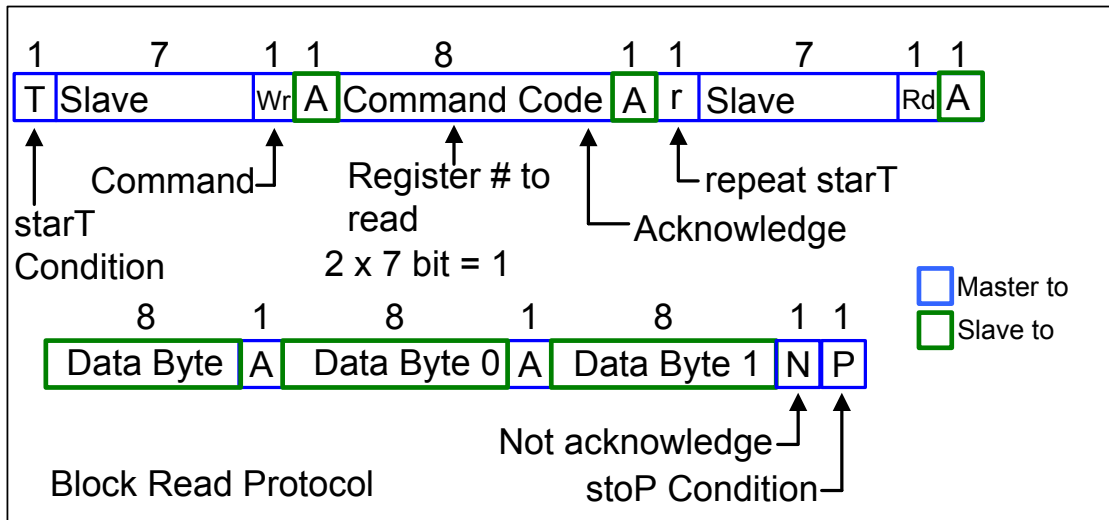 1 7 1 1 8 1 1 7 1 1
T Slave Wr A Command Code A r Slave Rd A
Command
Register # to
read
2 x 7 bit = 1
repeat starT
Acknowledge
starT
Condition
Master to
Slave to
8 1 8 1 8 1 1
Data Byte A Data Byte 0 A Data Byte 1 N P
Not acknowledge
stoP Condition
Block Read Protocol